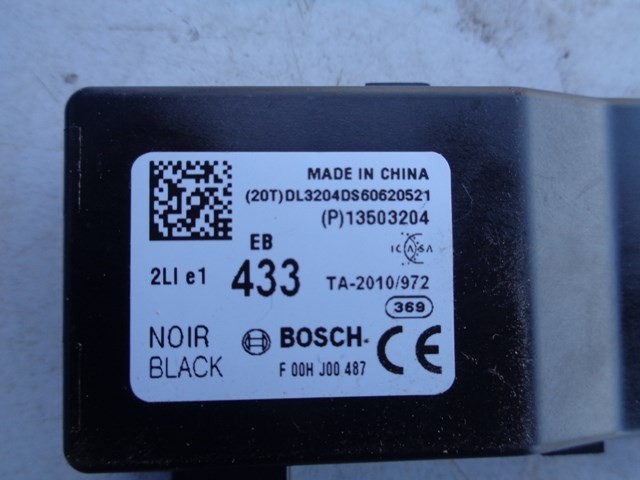 MADE IN CHINA
(20T)DL3204DS60620521
(P)13503204
EB
ICASA
2LI e1
433
TA-2010/972
369
NOIR
BLACK
BOSCH
F 00H J00 487
CE